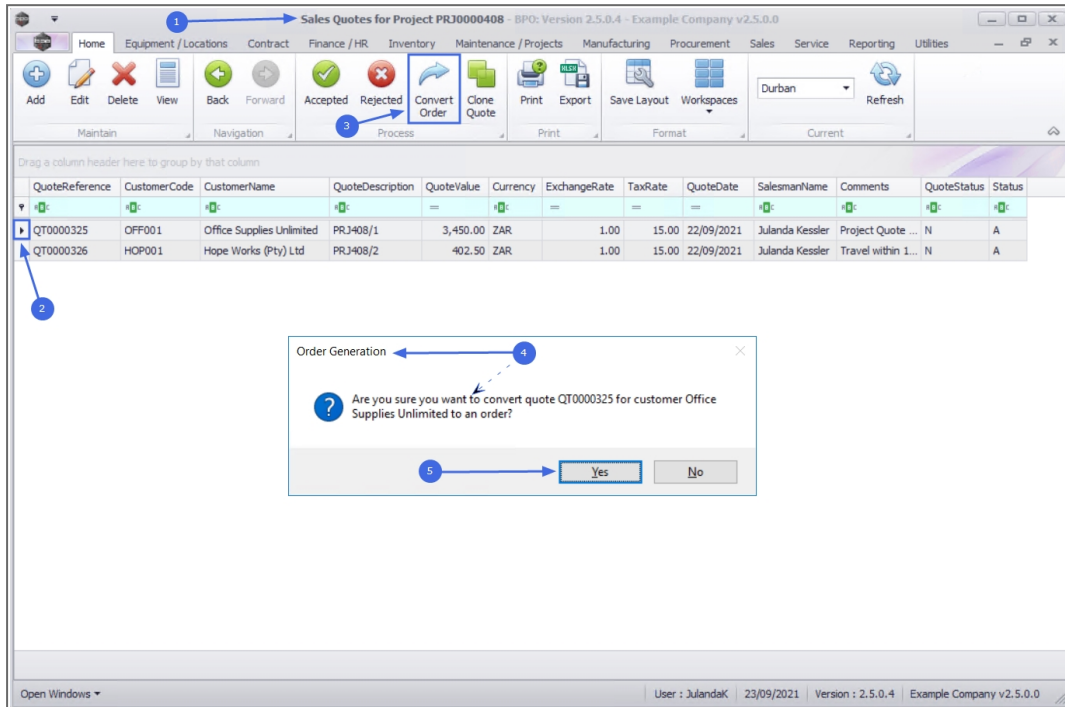 1
Sales Quotes for Project PRJ0000408 - BPO: Version 2.5.0.4 - Example Company v2.5.0.0
Home Equipment / Locations Contract Finance / HR Inventory Maintenance / Projects Manufacturing Procurement Sales Service Reporting Utilities
Add Edit Delete View Back Forward Accepted Rejected Convert Order Clone Quote Print Export Save Layout Workspaces Durban Refresh
3
Maintain Navigation Process Print Format Current
Drag a column header here to group by that column
QuoteReference CustomerCode CustomerName QuoteDescription QuoteValue Currency ExchangeRate TaxRate QuoteDate SalesmanName Comments QuoteStatus Status
QT0000325 OFF001 Office Supplies Unlimited PRJ408/1 3,450.00 ZAR 1.00 15.00 22/09/2021 Julanda Kessler Project Quote ... N A
QT0000326 HOP001 Hope Works (Pty) Ltd PRJ408/2 402.50 ZAR 1.00 15.00 22/09/2021 Julanda Kessler Travel within 1... N A
2
Order Generation
4
Are you sure you want to convert quote QT0000325 for customer Office
Supplies Unlimited to an order?
5
Yes No
Open Windows User : JulandaK 23/09/2021 Version : 2.5.0.4 Example Company v2.5.0.0